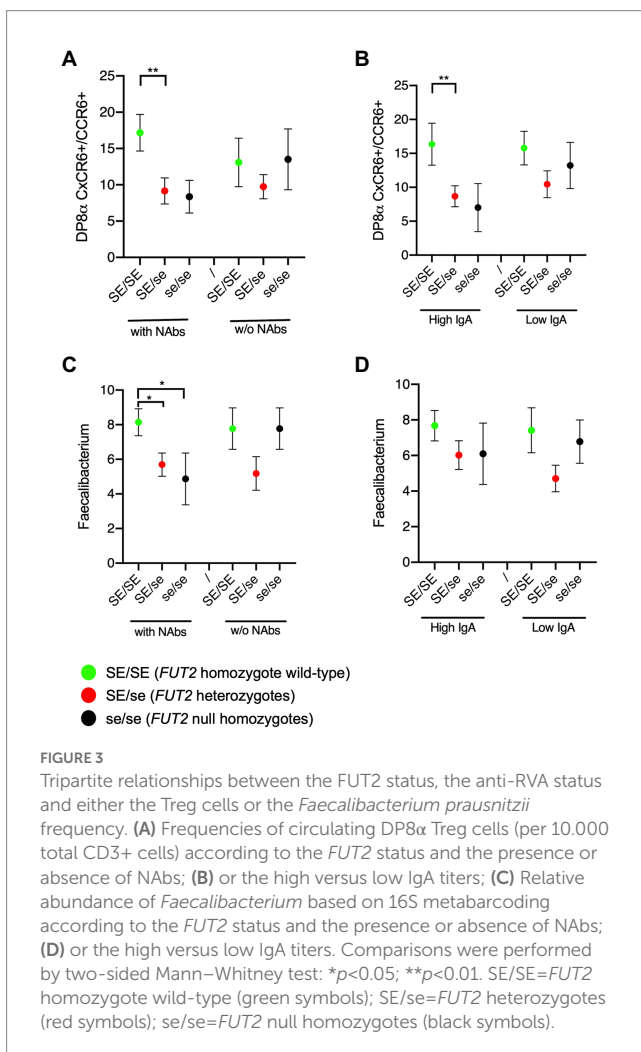 A
B
**
**
25
20
15
10
5
0
DP8α CxCR6+/CCR6+
SE/SE
SE/se
se/se
/
SE/SE
SE/se
se/se
with NAbs
w/o NAbs
25
20
15
10
5
0
DP8α CxCR6+/CCR6+
SE/SE
SE/se
se/se
/
SE/SE
SE/se
se/se
High IgA
Low IgA
C
D
*
*
10
8
6
4
2
0
Faecalibacterium
SE/SE
SE/se
se/se
/
SE/SE
SE/se
se/se
with NAbs
w/o NAbs
10
8
6
4
2
0
Faecalibacterium
SE/SE
SE/se
se/se
/
SE/SE
SE/se
se/se
High IgA
Low IgA
SE/SE (FUT2 homozygote wild-type)
SE/se (FUT2 heterozygotes)
se/se (FUT2 null homozygotes)
FIGURE 3
Tripartite relationships between the FUT2 status, the anti-RVA status
and either the Treg cells or the Faecalibacterium prausnitzii
frequency. (A) Frequencies of circulating DP8α Treg cells (per 10.000
total CD3+ cells) according to the FUT2 status and the presence or
absence of NAbs; (B) or the high versus low IgA titers; (C) Relative
abundance of Faecalibacterium based on 16S metabarcoding
according to the FUT2 status and the presence or absence of NAbs;
(D) or the high versus low IgA titers. Comparisons were performed
by two-sided Mann–Whitney test: *p<0.05; **p<0.01. SE/SE=FUT2
homozygote wild-type (green symbols); SE/se=FUT2 heterozygotes
(red symbols); se/se=FUT2 null homozygotes (black symbols).